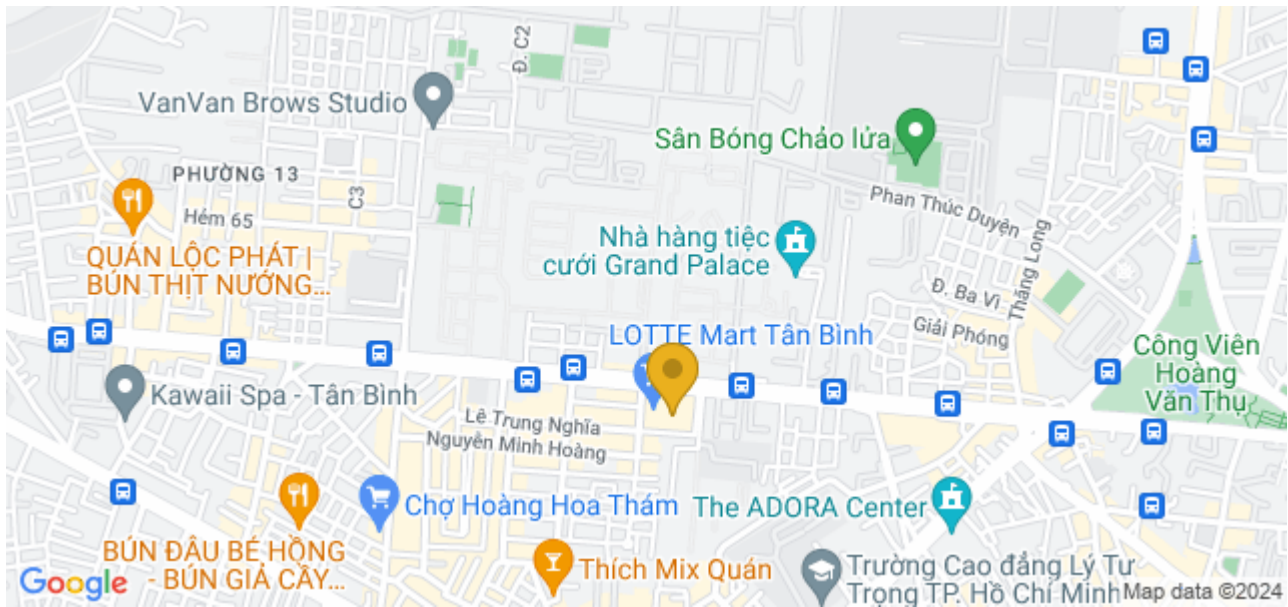 Đ. C2
VanVan Brows Studio
Sân Bóng Chảo lửa
PHƯỜNG 13
C3
Hẻm 65
Phan Thúc Duyện
Thăng Long
QUÁN LỘC PHÁT |
BÚN THỊT NƯỚNG...
Nhà hàng tiệc
cưới Grand Palace
Đ. Ba Vì
Giải Phóng
LOTTE Mart Tân Bình
Công Viên
Hoàng
Văn Thụ
Kawaii Spa - Tân Bình
Lê Trung Nghĩa
Nguyễn Minh Hoàng
Chợ Hoàng Hoa Thám
The ADORA Center
BÚN ĐẬU BÉ HỒNG
- BÚN GIẢ CẦY...
Thích Mix Quán
Trường Cao đẳng Lý Tự
Trọng TP. Hồ Chí Minh
Google
Map data ©2024